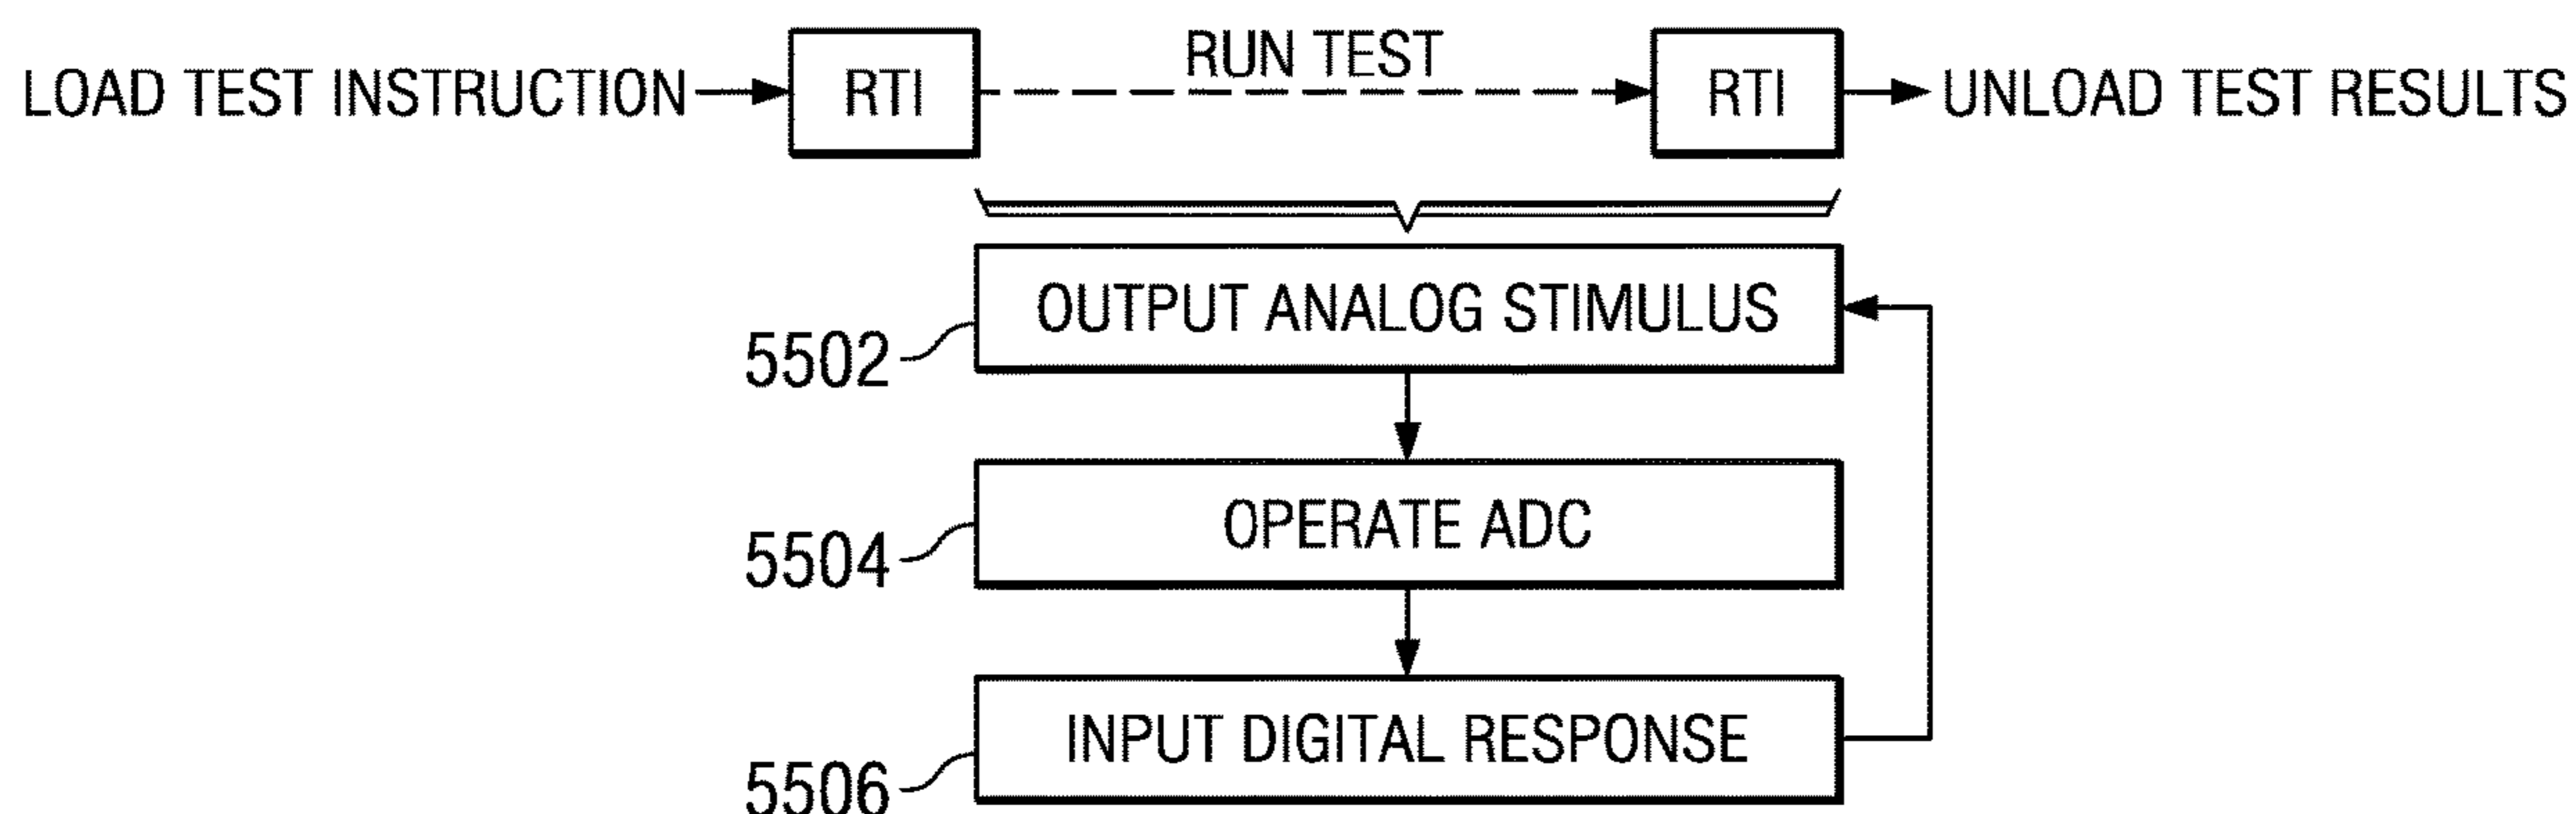 RUN TEST
LOAD TEST INSTRUCTION RTI RTI UNLOAD TEST RESULTS
OUTPUT ANALOG STIMULUS
5502
OPERATE ADC
5504
INPUT DIGITAL RESPONSE
5506